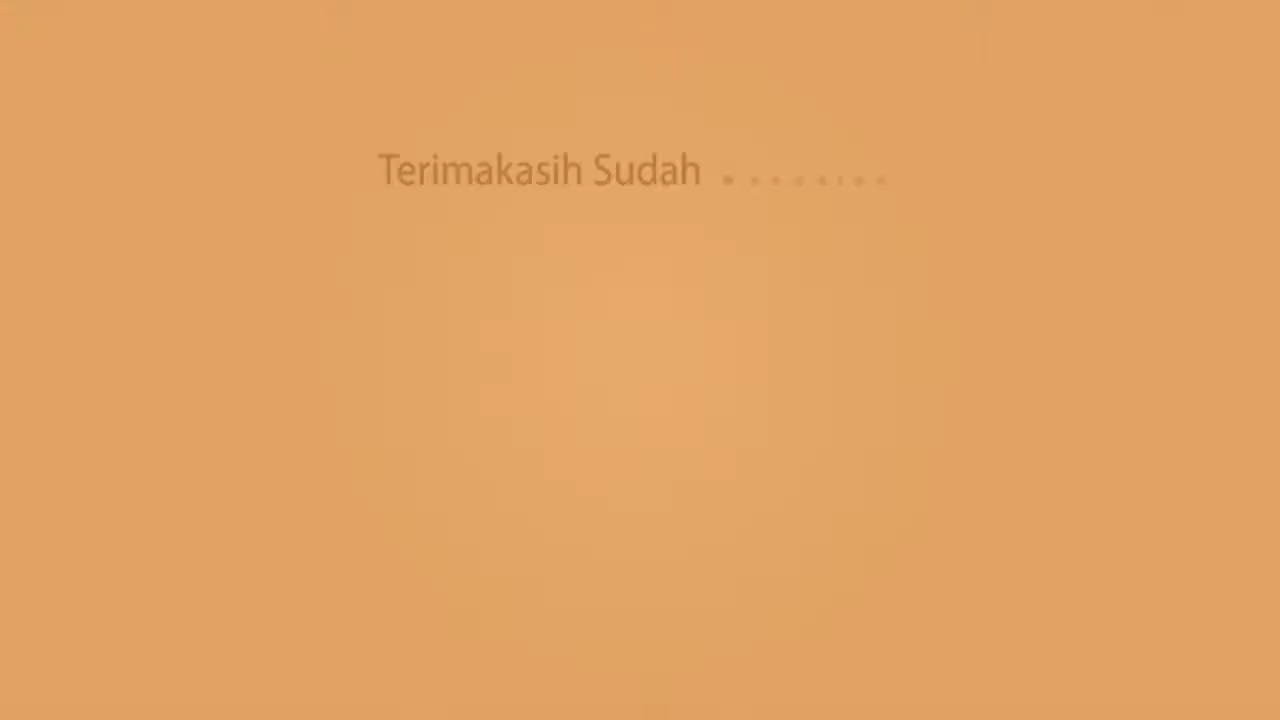 Terimakasih Sudah . . . . . . . .